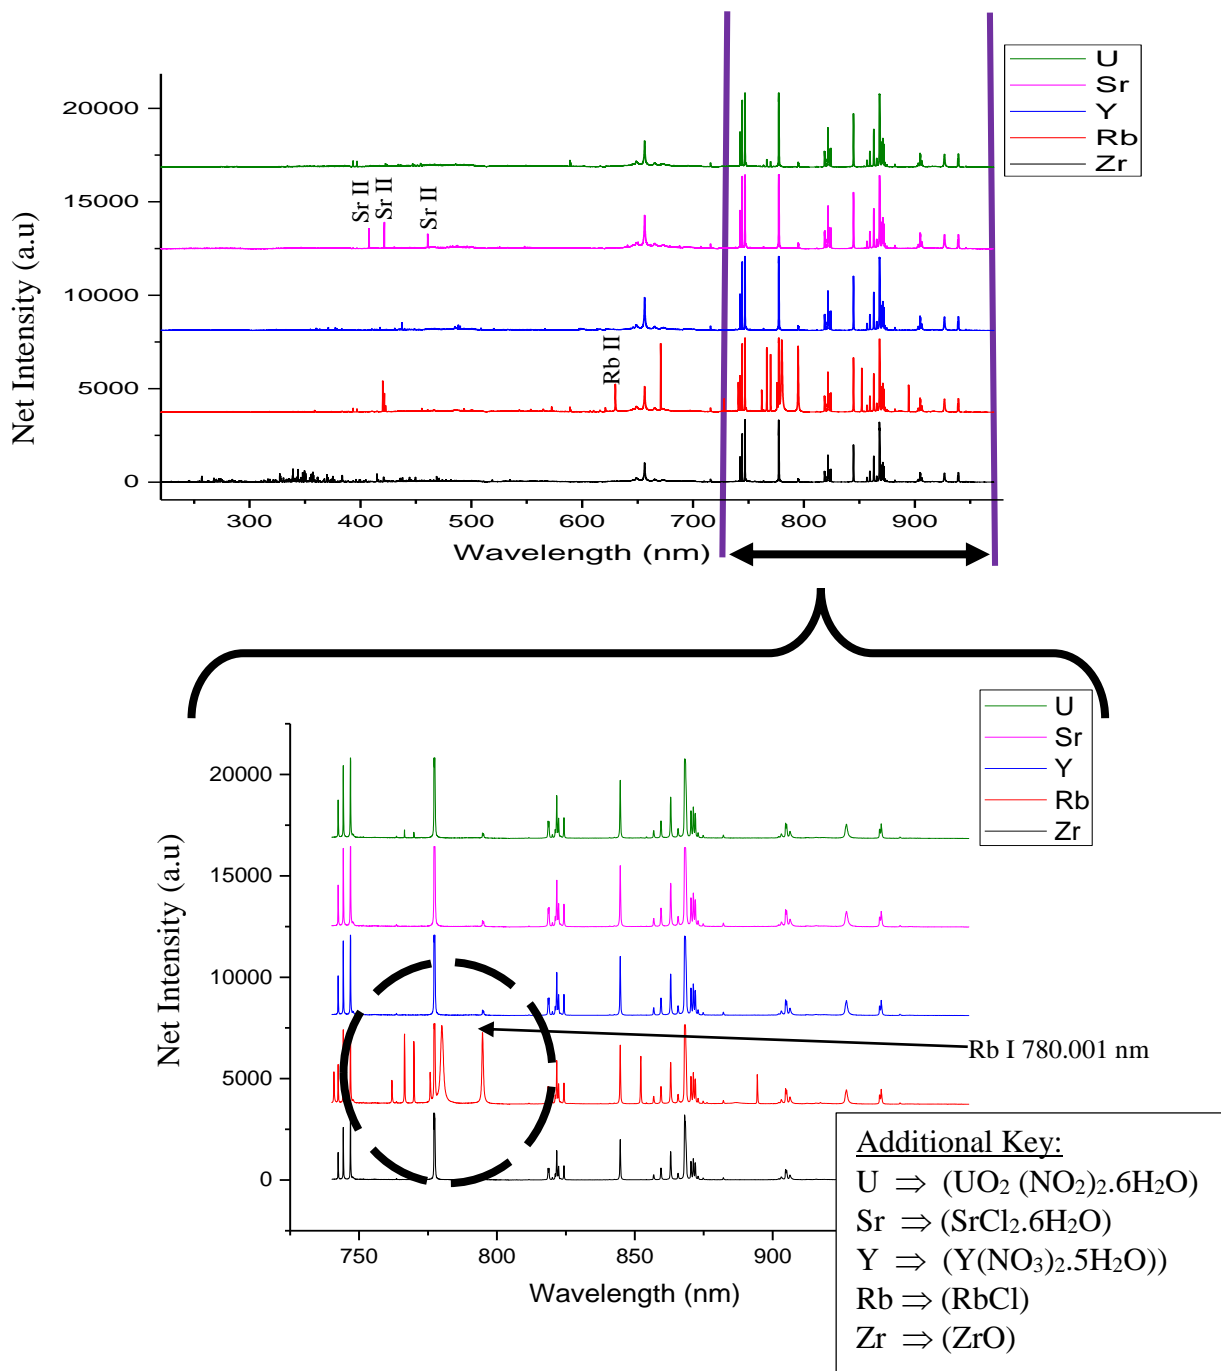 U
Sr
Y
Rb
Zr
20000
15000
10000
5000
0
Net Intensity (a.u)
Sr II
Sr II
Sr II
Rb II
300
400
500
600
700
800
900
Wavelength (nm)
U
Sr
Y
Rb
Zr
20000
15000
10000
5000
0
Net Intensity (a.u)
Rb I 780.001 nm
750
800
850
900
Wavelength (nm)
Additional Key:
U ⇒ (UO₂ (NO₂)₂.6H₂O)
Sr ⇒ (SrCl₂.6H₂O)
Y ⇒ (Y(NO₃)₂.5H₂O))
Rb ⇒ (RbCl)
Zr ⇒ (ZrO)